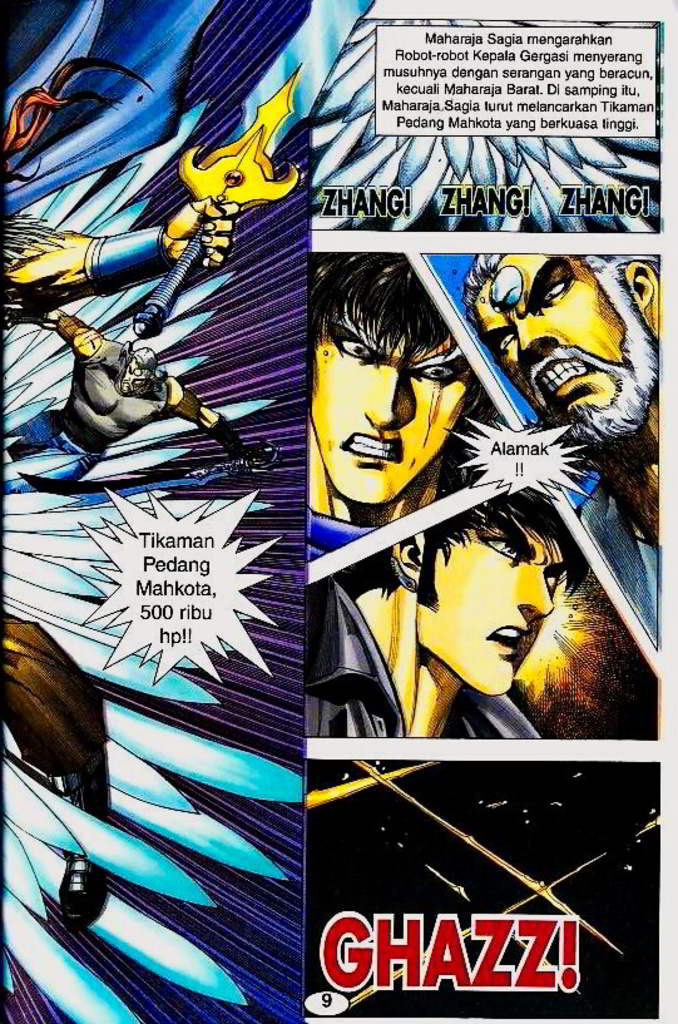 Maharaja Sagia mengarahkan
Robot-robot Kepala Gergasi menyerang
musuhnya dengan serangan yang beracun,
kecuali Maharaja Barat. Di samping itu,
Maharaja Sagia turut melancarkan Tikaman
Pedang Mahkota yang berkuasa tinggi.
ZHANG! ZHANG! ZHANG!
Tikaman
Pedang
Mahkota,
500 ribu
hp!!
Alamak
!!
GHAZZ!
9